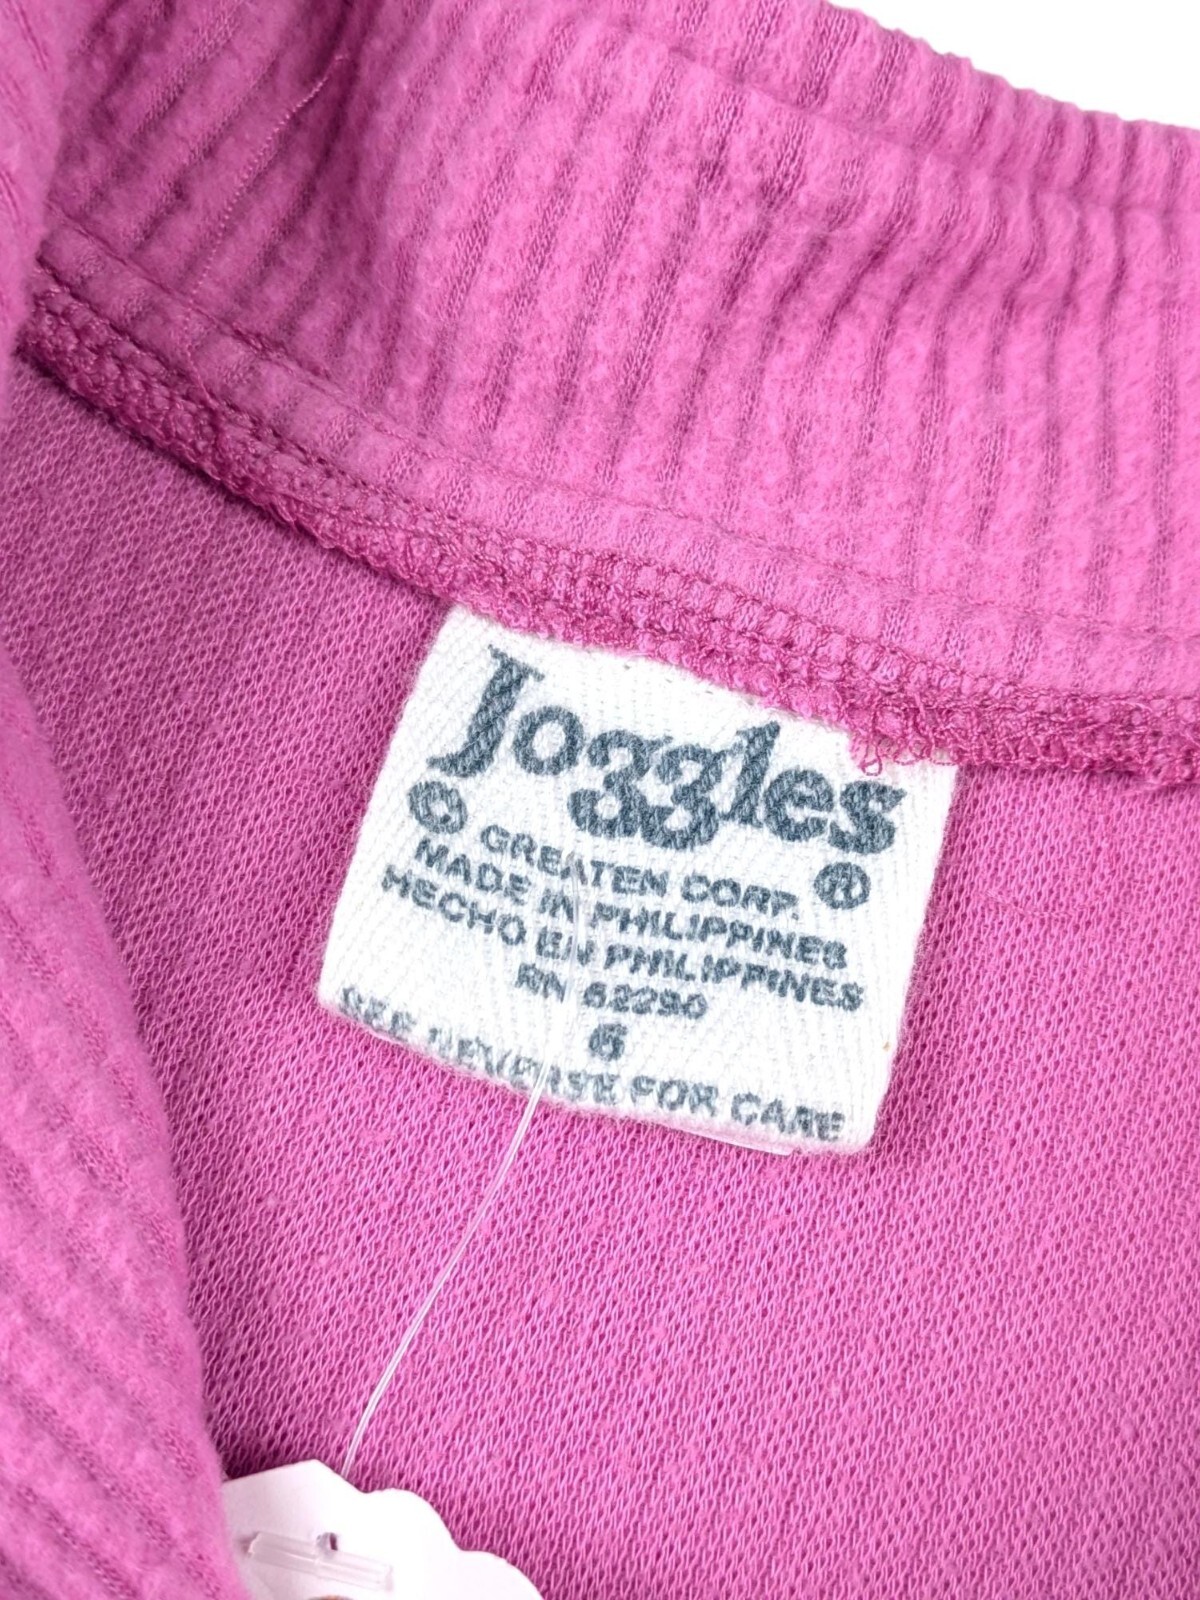 Joggles
© GREATEN CORP. ®
MADE IN PHILIPPINES
HECHO EN PHILIPPINES
RN 62290
6
SEE REVERSE FOR CARE